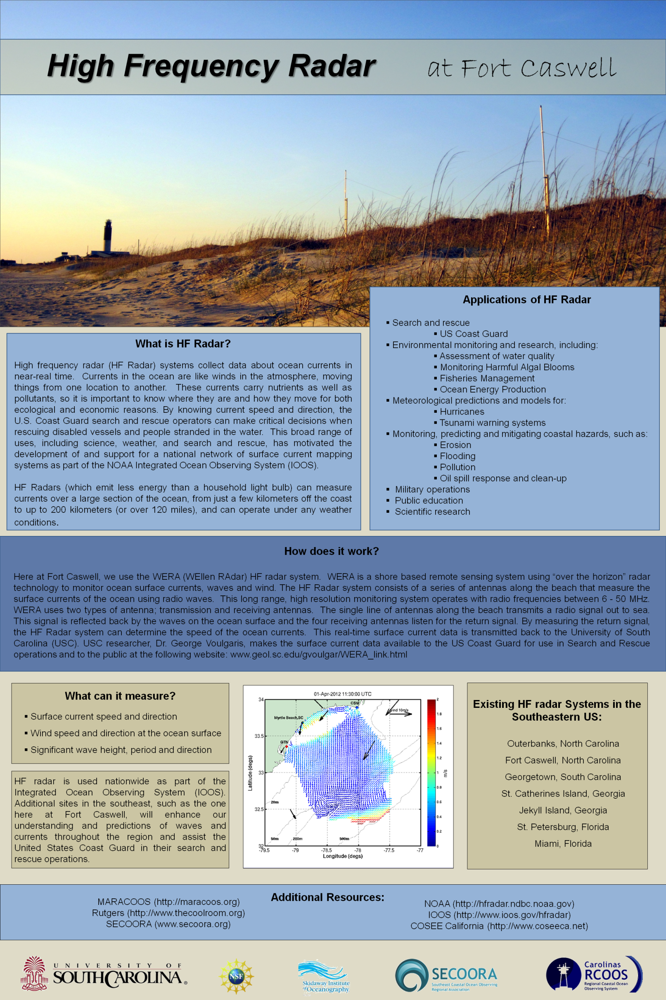 High Frequency Radar at Fort Caswell
What is HF Radar?
High frequency radar (HF Radar) systems collect data about ocean currents in
near-real time. Currents in the ocean are like winds in the atmosphere, moving
things from one location to another. These currents carry nutrients as well as
pollutants, so it is important to know where they are and how they move for both
ecological and economic reasons. By knowing current speed and direction, the
U.S. Coast Guard search and rescue operators can make critical decisions when
rescuing disabled vessels and people stranded in the water. This broad range of
uses, including science, weather, and search and rescue, has motivated the
development of and support for a national network of surface current mapping
systems as part of the NOAA Integrated Ocean Observing System (IOOS).
HF Radars (which emit less energy than a household light bulb) can measure
currents over a large section of the ocean, from just a few kilometers off the coast
to up to 200 kilometers (or over 120 miles), and can operate under any weather
conditions.
Applications of HF Radar
▪ Search and rescue
▪ US Coast Guard
▪ Environmental monitoring and research, including:
▪ Assessment of water quality
▪ Monitoring Harmful Algal Blooms
▪ Fisheries Management
▪ Ocean Energy Production
▪ Meteorological predictions and models for:
▪ Hurricanes
▪ Tsunami warning systems
▪ Monitoring, predicting and mitigating coastal hazards, such as:
▪ Erosion
▪ Flooding
▪ Pollution
▪ Oil spill response and clean-up
▪ Military operations
▪ Public education
▪ Scientific research
How does it work?
Here at Fort Caswell, we use the WERA (WEllen RAdar) HF radar system. WERA is a shore based remote sensing system using “over the horizon” radar
technology to monitor ocean surface currents, waves and wind. The HF Radar system consists of a series of antennas along the beach that measure the
surface currents of the ocean using radio waves. This long range, high resolution monitoring system operates with radio frequencies between 6 - 50 MHz.
WERA uses two types of antenna; transmission and receiving antennas. The single line of antennas along the beach transmits a radio signal out to sea.
This signal is reflected back by the waves on the ocean surface and the four receiving antennas listen for the return signal. By measuring the return signal,
the HF Radar system can determine the speed of the ocean currents. This real-time surface current data is transmitted back to the University of South
Carolina (USC). USC researcher, Dr. George Voulgaris, makes the surface current data available to the US Coast Guard for use in Search and Rescue
operations and to the public at the following website: www.geol.sc.edu/gvoulgar/WERA_link.html
What can it measure?
▪ Surface current speed and direction
▪ Wind speed and direction at the ocean surface
▪ Significant wave height, period and direction
HF radar is used nationwide as part of the
Integrated Ocean Observing System (IOOS).
Additional sites in the southeast, such as the one
here at Fort Caswell, will enhance our
understanding and predictions of waves and
currents throughout the region and assist the
United States Coast Guard in their search and
rescue operations.
01-Apr-2012 11:30:00 UTC
CSW
wind 10m/s
Myrtle Beach,SC
GTN
20m
50m 200m 500m
34
33.5
33
32.5
32
Latitude (degs)
-79.5 -79 -78.5 -78 -77.5 -77
Longitude (degs)
2
1.8
1.6
1.4
1.2
1
0.8
0.6
0.4
0.2
0
m/s
Existing HF radar Systems in the
Southeastern US:
Outerbanks, North Carolina
Fort Caswell, North Carolina
Georgetown, South Carolina
St. Catherines Island, Georgia
Jekyll Island, Georgia
St. Petersburg, Florida
Miami, Florida
Additional Resources:
MARACOOS (http://maracoos.org)
Rutgers (http://www.thecoolroom.org)
SECOORA (www.secoora.org)
NOAA (http://hfradar.ndbc.noaa.gov)
IOOS (http://www.ioos.gov/hfradar)
COSEE California (http://www.coseeca.net)
UNIVERSITY OF
SOUTH CAROLINA®
1801
NSF
Skidaway Institute
of Oceanography
SECOORA
Southeast Coastal Ocean Observing
Regional Association
Carolinas
RCOOS
Regional Coastal Ocean
Observing System